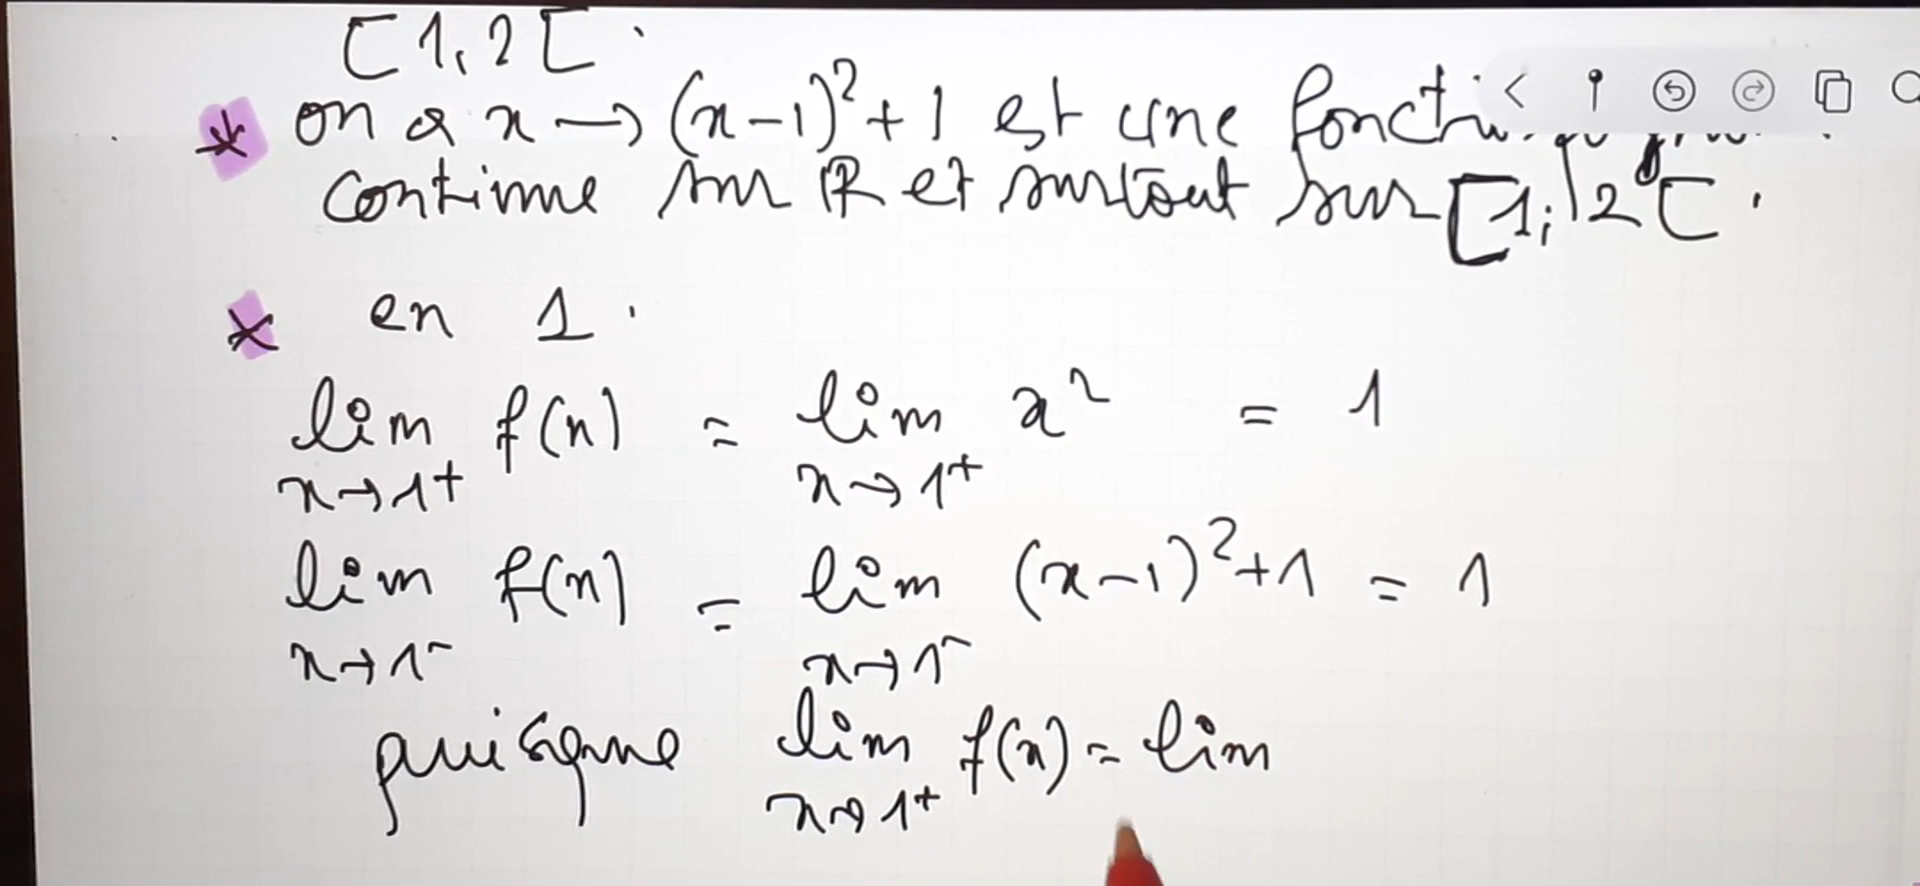 [1,2[.
* on a x → (x-1)²+1 est une
continue sur ℝ et surtout sur [1; 2[.
* en 1.
lim f(x) = lim x² = 1
x→1⁺ x→1⁺
lim f(x) = lim (x-1)²+1 = 1
x→1⁻ x→1⁻
puisque lim f(x) = lim
x→1⁺